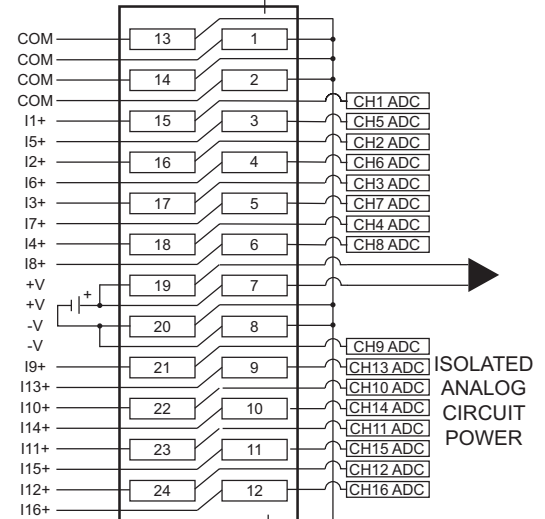 COM 13 1
COM
COM 14 2
COM CH1 ADC
I1+ 15 3 CH5 ADC
I5+ CH2 ADC
I2+ 16 4 CH6 ADC
I6+ CH3 ADC
I3+ 17 5 CH7 ADC
I7+ CH4 ADC
I4+ 18 6 CH8 ADC
I8+
+V 19 7
+V +
-V 20 8
-V CH9 ADC
I9+ 21 9 CH13 ADC
I13+ CH10 ADC
I10+ 22 10 CH14 ADC
I14+ CH11 ADC
I11+ 23 11 CH15 ADC
I15+ CH12 ADC
I12+ 24 12 CH16 ADC
I16+
ISOLATED
ANALOG
CIRCUIT
POWER